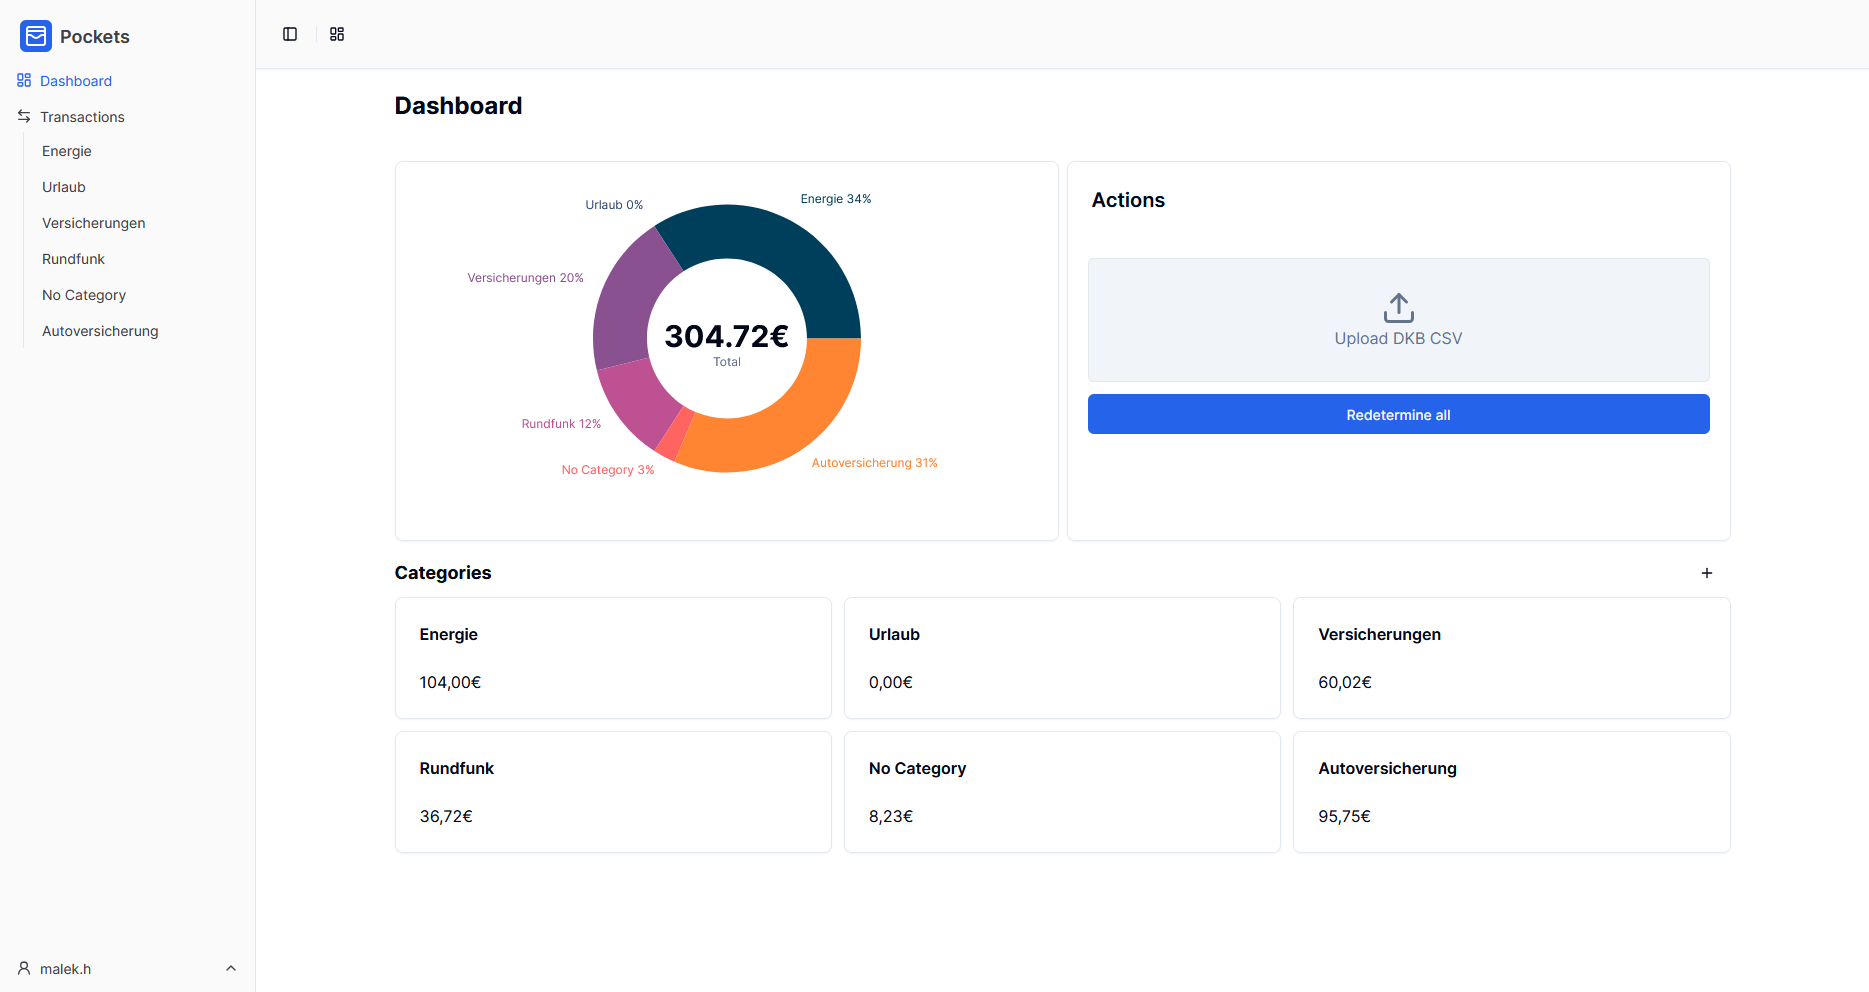 Pockets
Dashboard
Transactions
Energie
Urlaub
Versicherungen
Rundfunk
No Category
Autoversicherung
malek.h
Dashboard
Urlaub 0%
Energie 34%
Versicherungen 20%
304.72€
Total
Rundfunk 12%
No Category 3%
Autoversicherung 31%
Actions
Upload DKB CSV
Redetermine all
Categories
Energie
104,00€
Urlaub
0,00€
Versicherungen
60,02€
Rundfunk
36,72€
No Category
8,23€
Autoversicherung
95,75€